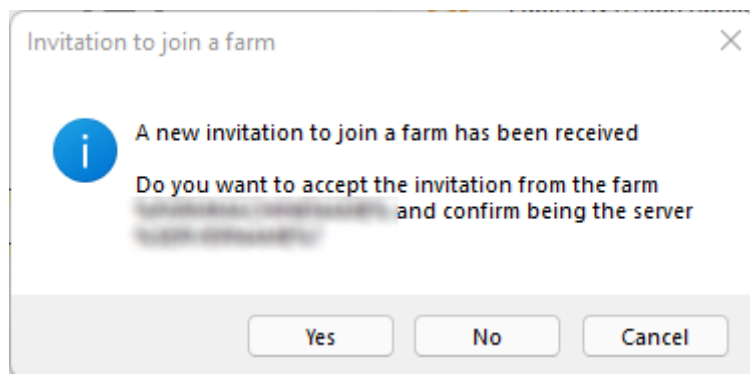 Invitation to join a farm
A new invitation to join a farm has been received
Do you want to accept the invitation from the farm
and confirm being the server
Yes
No
Cancel